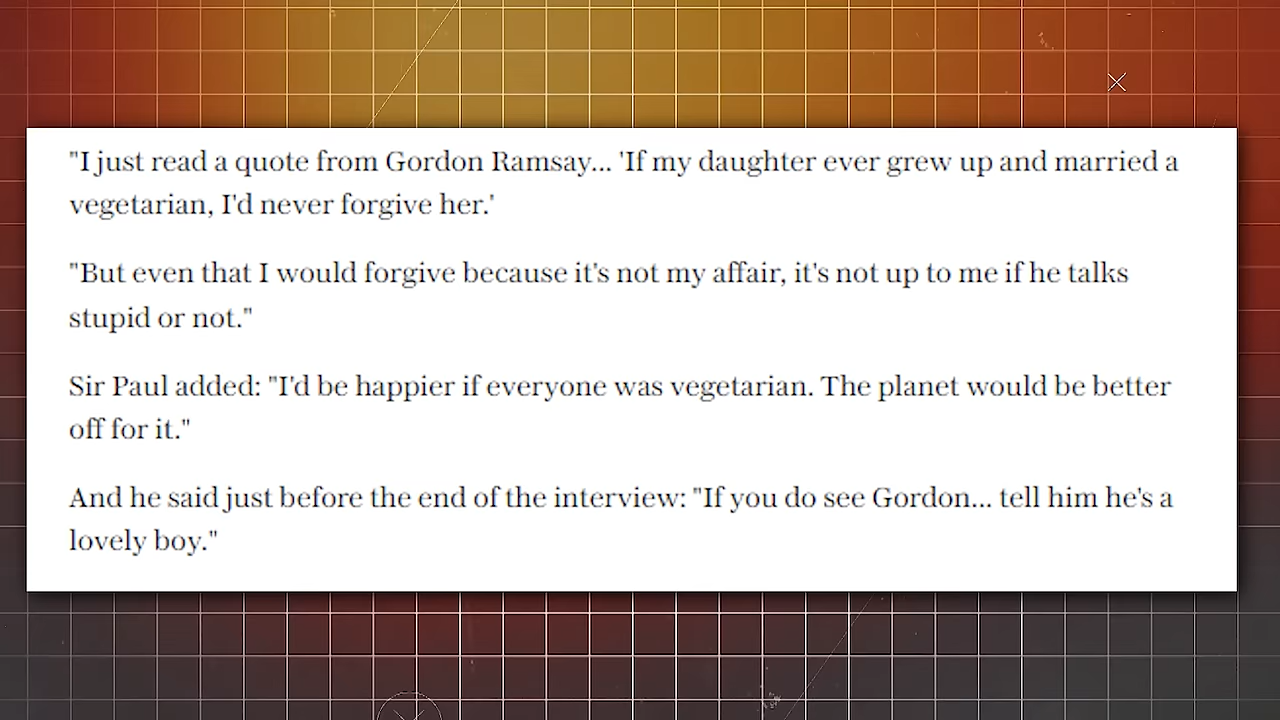 "I just read a quote from Gordon Ramsay... 'If my daughter ever grew up and married a
vegetarian, I'd never forgive her.'
"But even that I would forgive because it's not my affair, it's not up to me if he talks
stupid or not."
Sir Paul added: "I'd be happier if everyone was vegetarian. The planet would be better
off for it."
And he said just before the end of the interview: "If you do see Gordon... tell him he's a
lovely boy."